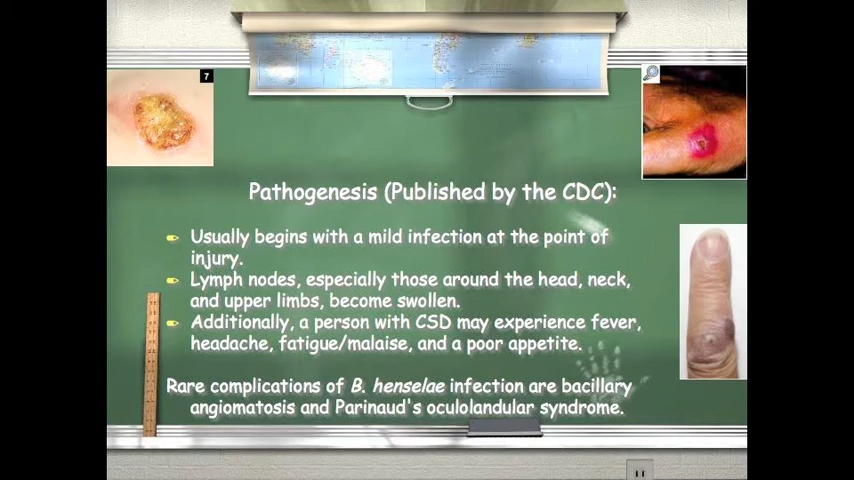 7
Pathogenesis (Published by the CDC):
Usually begins with a mild infection at the point of
injury.
Lymph nodes, especially those around the head, neck,
and upper limbs, become swollen.
Additionally, a person with CSD may experience fever,
headache, fatigue/malaise, and a poor appetite.
Rare complications of B. henselae infection are bacillary
angiomatosis and Parinaud's oculolandular syndrome.